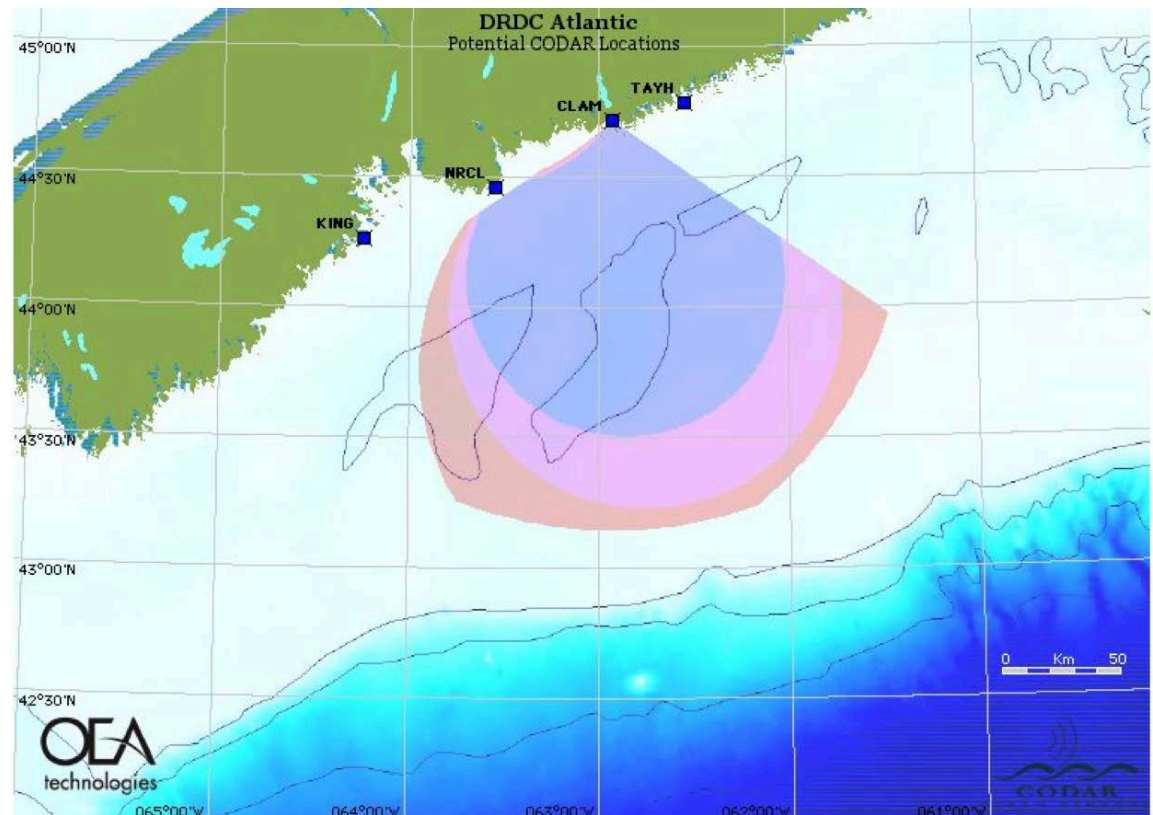 DRDC Atlantic
Potential CODAR Locations
45°00'N
TAYH
CLAM
44°30'N
NRCL
KING
44°00'N
43°30'N
43°00'N
0 Km 50
42°30'N
OEA
technologies
CODAR
065°00'W 064°00'W 063°00'W 062°00'W 061°00'W